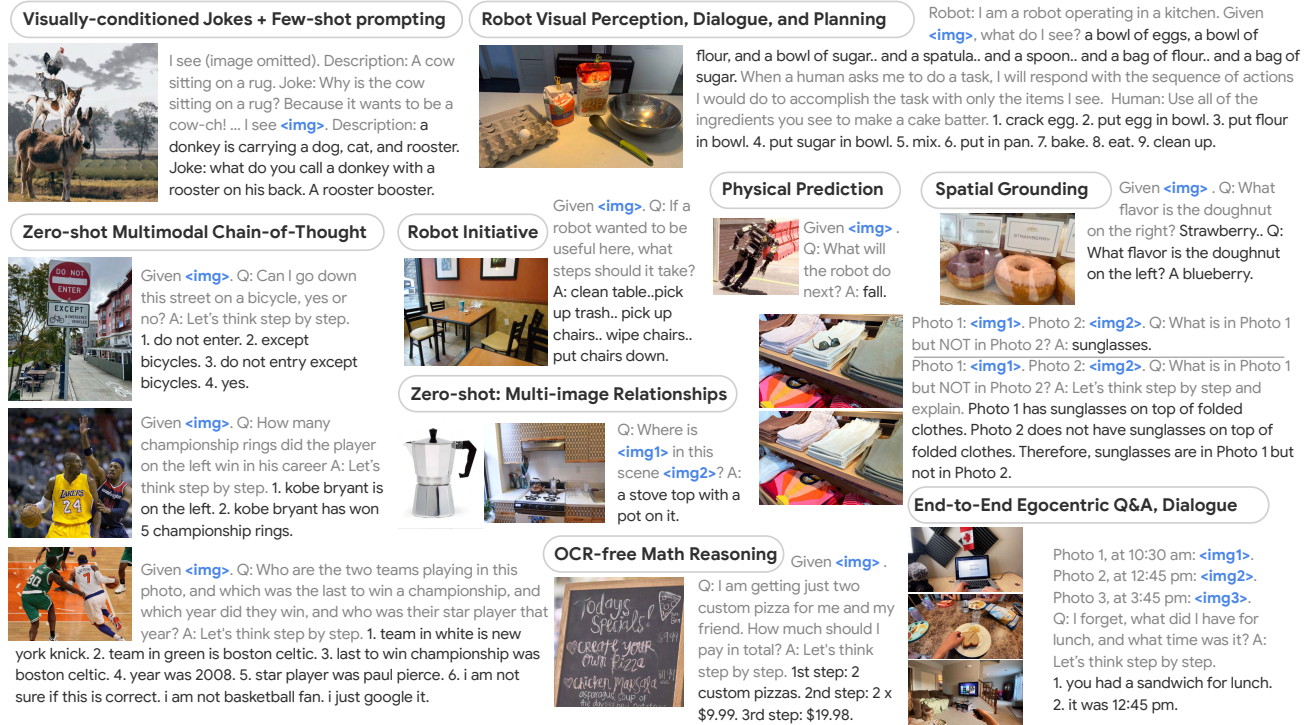 Visually-conditioned Jokes + Few-shot prompting
I see (image omitted). Description: A cow
sitting on a rug. Joke: Why is the cow
sitting on a rug? Because it wants to be a
cow-ch! ... I see <img>. Description: a
donkey is carrying a dog, cat, and rooster.
Joke: what do you call a donkey with a
rooster on his back. A rooster booster.
Robot Visual Perception, Dialogue, and Planning
Robot: I am a robot operating in a kitchen. Given
<img>, what do I see? a bowl of eggs, a bowl of
flour, and a bowl of sugar.. and a spatula.. and a spoon.. and a bag of flour.. and a bag of
sugar. When a human asks me to do a task, I will respond with the sequence of actions
I would do to accomplish the task with only the items I see. Human: Use all of the
ingredients you see to make a cake batter. 1. crack egg. 2. put egg in bowl. 3. put flour
in bowl. 4. put sugar in bowl. 5. mix. 6. put in pan. 7. bake. 8. eat. 9. clean up.
Zero-shot Multimodal Chain-of-Thought
DO NOT
ENTER
EXCEPT
Given <img>. Q: Can I go down
this street on a bicycle, yes or
no? A: Let's think step by step.
1. do not enter. 2. except
bicycles. 3. do not entry except
bicycles. 4. yes.
LAKERS
24
Given <img>. Q: How many
championship rings did the player
on the left win in his career A: Let's
think step by step. 1. kobe bryant is
on the left. 2. kobe bryant has won
5 championship rings.
30
7
Given <img>. Q: Who are the two teams playing in this
photo, and which was the last to win a championship, and
which year did they win, and who was their star player that
year? A: Let's think step by step. 1. team in white is new
york knick. 2. team in green is boston celtic. 3. last to win championship was
boston celtic. 4. year was 2008. 5. star player was paul pierce. 6. i am not
sure if this is correct. i am not basketball fan. i just google it.
Robot Initiative
Given <img>. Q: If a
robot wanted to be
useful here, what
steps should it take?
A: clean table..pick
up trash.. pick up
chairs.. wipe chairs..
put chairs down.
Physical Prediction
Given <img> .
Q: What will
the robot do
next? A: fall.
Spatial Grounding
Given <img> . Q: What
flavor is the doughnut
on the right? Strawberry.. Q:
What flavor is the doughnut
on the left? A blueberry.
Zero-shot: Multi-image Relationships
Q: Where is
<img1> in this
scene <img2>? A:
a stove top with a
pot on it.
Photo 1: <img1>. Photo 2: <img2>. Q: What is in Photo 1
but NOT in Photo 2? A: sunglasses.
Photo 1: <img1>. Photo 2: <img2>. Q: What is in Photo 1
but NOT in Photo 2? A: Let's think step by step and
explain. Photo 1 has sunglasses on top of folded
clothes. Photo 2 does not have sunglasses on top of
folded clothes. Therefore, sunglasses are in Photo 1 but
not in Photo 2.
OCR-free Math Reasoning
Todays
Specials!
9.99
CREATE YOUR
OWN PIZZA
CHICKEN MARSALA
asparagus, soup of
Given <img> .
Q: I am getting just two
custom pizza for me and my
friend. How much should I
pay in total? A: Let's think
step by step. 1st step: 2
custom pizzas. 2nd step: 2 x
$9.99. 3rd step: $19.98.
End-to-End Egocentric Q&A, Dialogue
Photo 1, at 10:30 am: <img1>.
Photo 2, at 12:45 pm: <img2>.
Photo 3, at 3:45 pm: <img3>.
Q: I forget, what did I have for
lunch, and what time was it? A:
Let's think step by step.
1. you had a sandwich for lunch.
2. it was 12:45 pm.